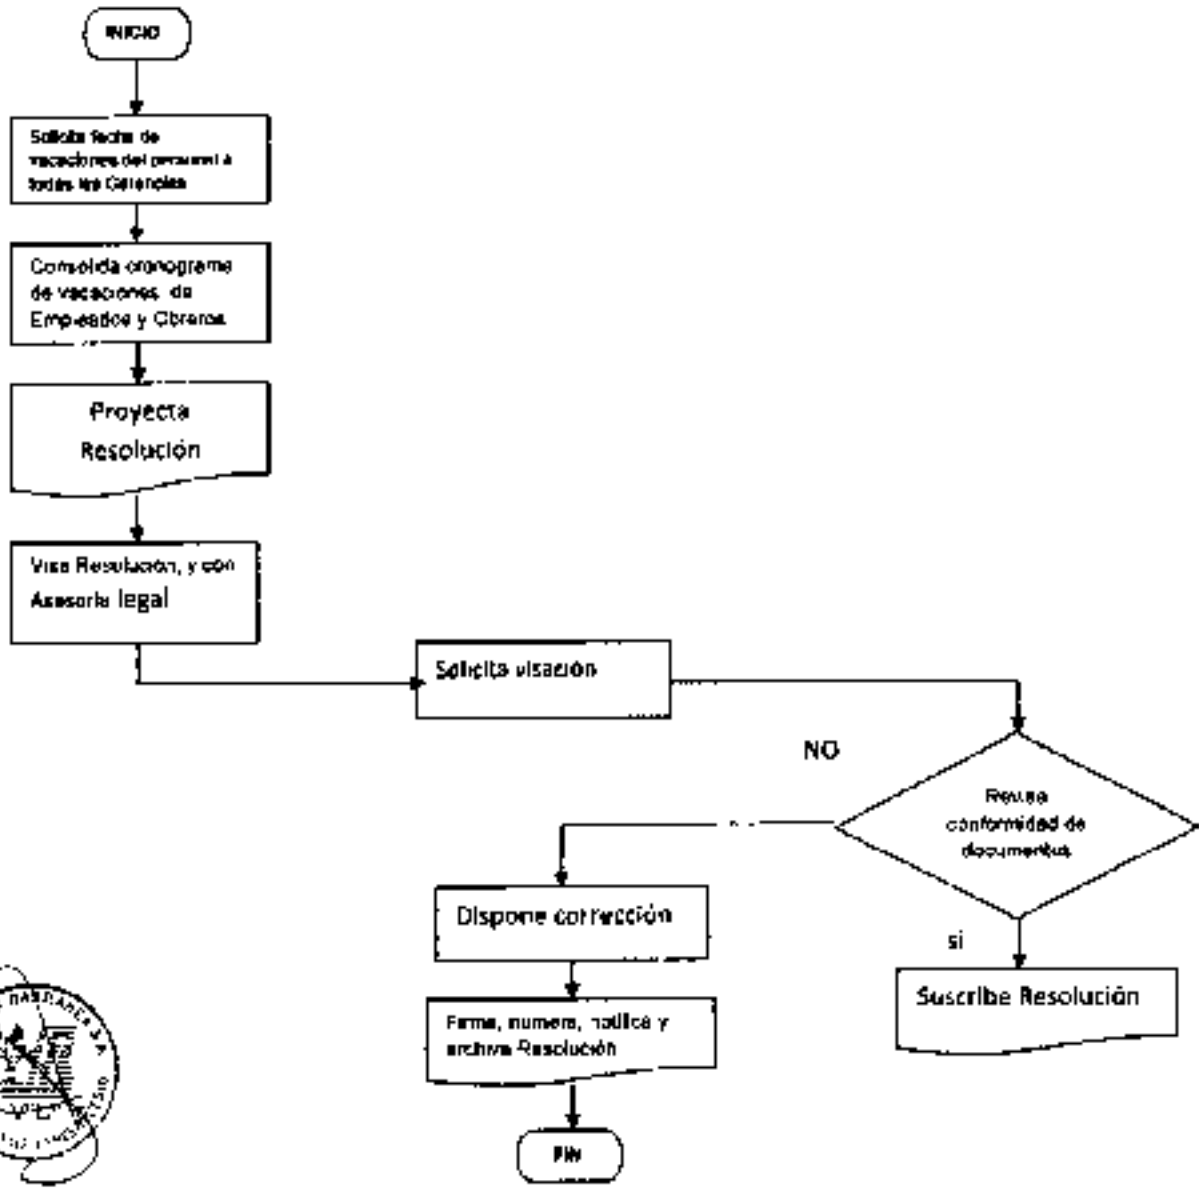 INICIO
Solicita fecha de
vacaciones del personal a
todas las Gerencias
Consolida cronograma
de vacaciones de
Empleados y Obreros
Proyecta
Resolución
Visa Resolución, y con
Asesoría legal
Solicita visación
NO
Revisa
conformidad de
documentos
Dispone corrección
si
Suscribe Resolución
Firma, numera, notifica y
archiva Resolución
FIN